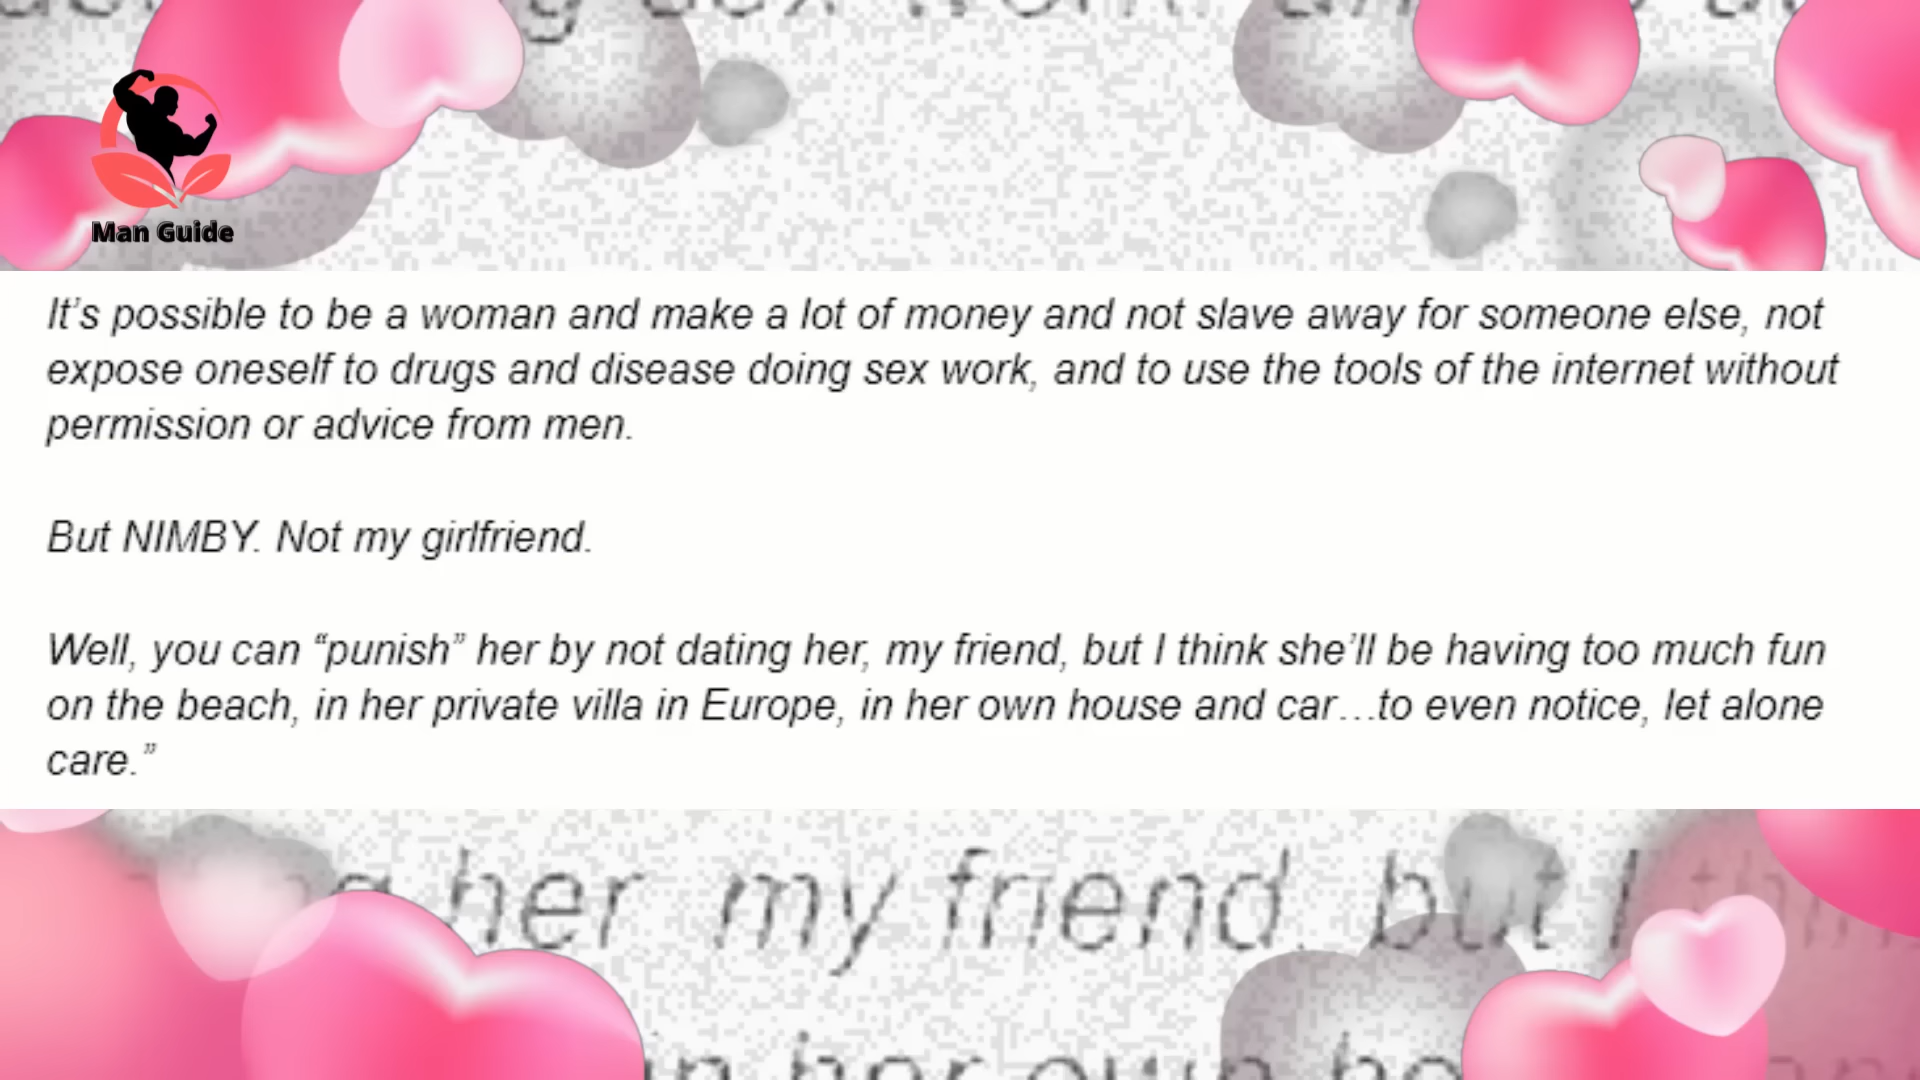 Man Guide
It's possible to be a woman and make a lot of money and not slave away for someone else, not
expose oneself to drugs and disease doing sex work, and to use the tools of the internet without
permission or advice from men.
But NIMBY. Not my girlfriend.
Well, you can “punish” her by not dating her, my friend, but I think she’ll be having too much fun
on the beach, in her private villa in Europe, in her own house and car…to even notice, let alone
care.”
her my friend, but I
in her own